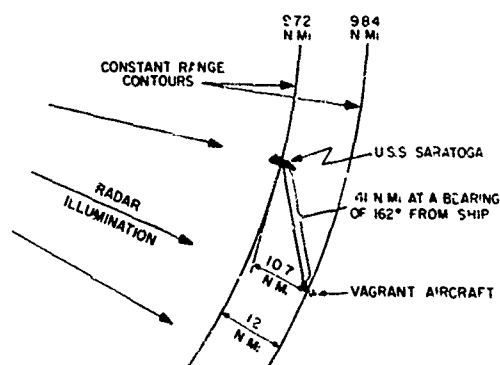 972
N Mi
984
N Mi
CONSTANT RANGE
CONTOURS
U.S.S SARATOGA
41 N MI AT A BEARING
OF 162° FROM SHIP
RADAR
ILLUMINATION
10.7
N Mi
VAGRANT AIRCRAFT
12
N Mi